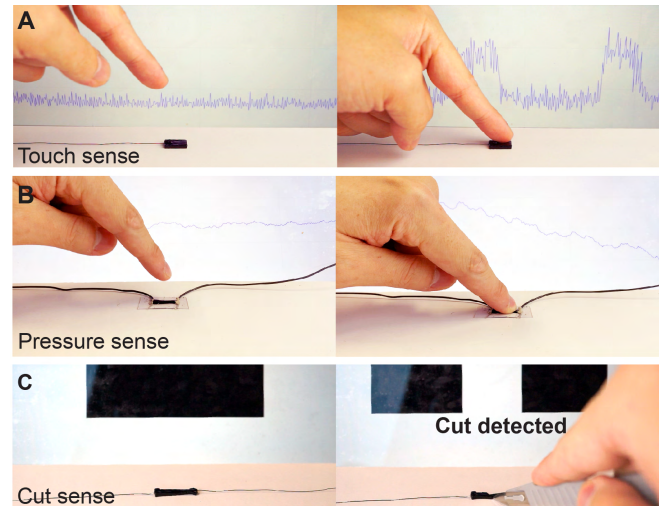 A
Touch sense
B
Pressure sense
C
Cut detected
Cut sense